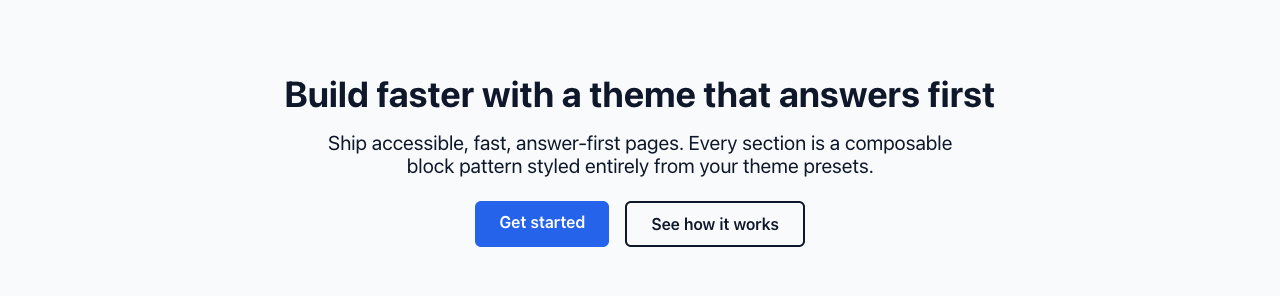 Build faster with a theme that answers first
Ship accessible, fast, answer-first pages. Every section is a composable
block pattern styled entirely from your theme presets.
Get started
See how it works